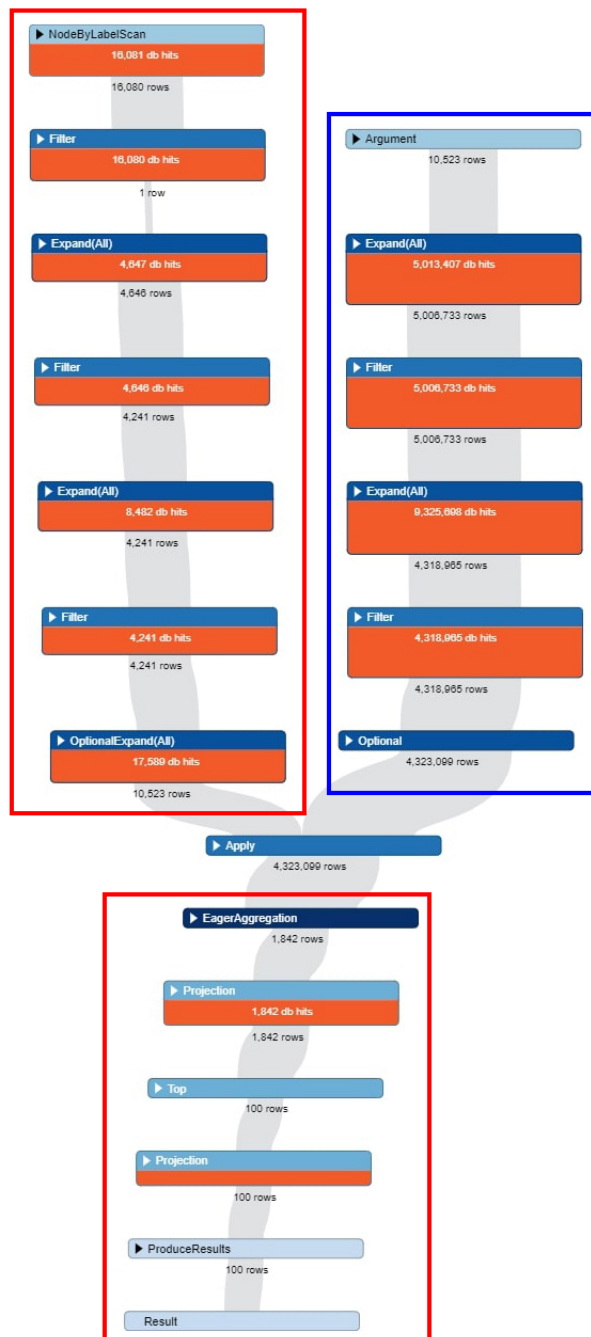 NodeByLabelScan
16,081 db hits
16,080 rows
Filter
16,080 db hits
1 row
Expand(All)
4,647 db hits
4,646 rows
Filter
4,646 db hits
4,241 rows
Expand(All)
8,482 db hits
4,241 rows
Filter
4,241 db hits
4,241 rows
OptionalExpand(All)
17,589 db hits
10,523 rows
Argument
10,523 rows
Expand(All)
5,013,407 db hits
5,006,733 rows
Filter
5,006,733 db hits
5,006,733 rows
Expand(All)
9,325,698 db hits
4,318,965 rows
Filter
4,318,965 db hits
4,318,965 rows
Optional
4,323,099 rows
Apply
4,323,099 rows
EagerAggregation
1,842 rows
Projection
1,842 db hits
1,842 rows
Top
100 rows
Projection
100 rows
ProduceResults
100 rows
Result